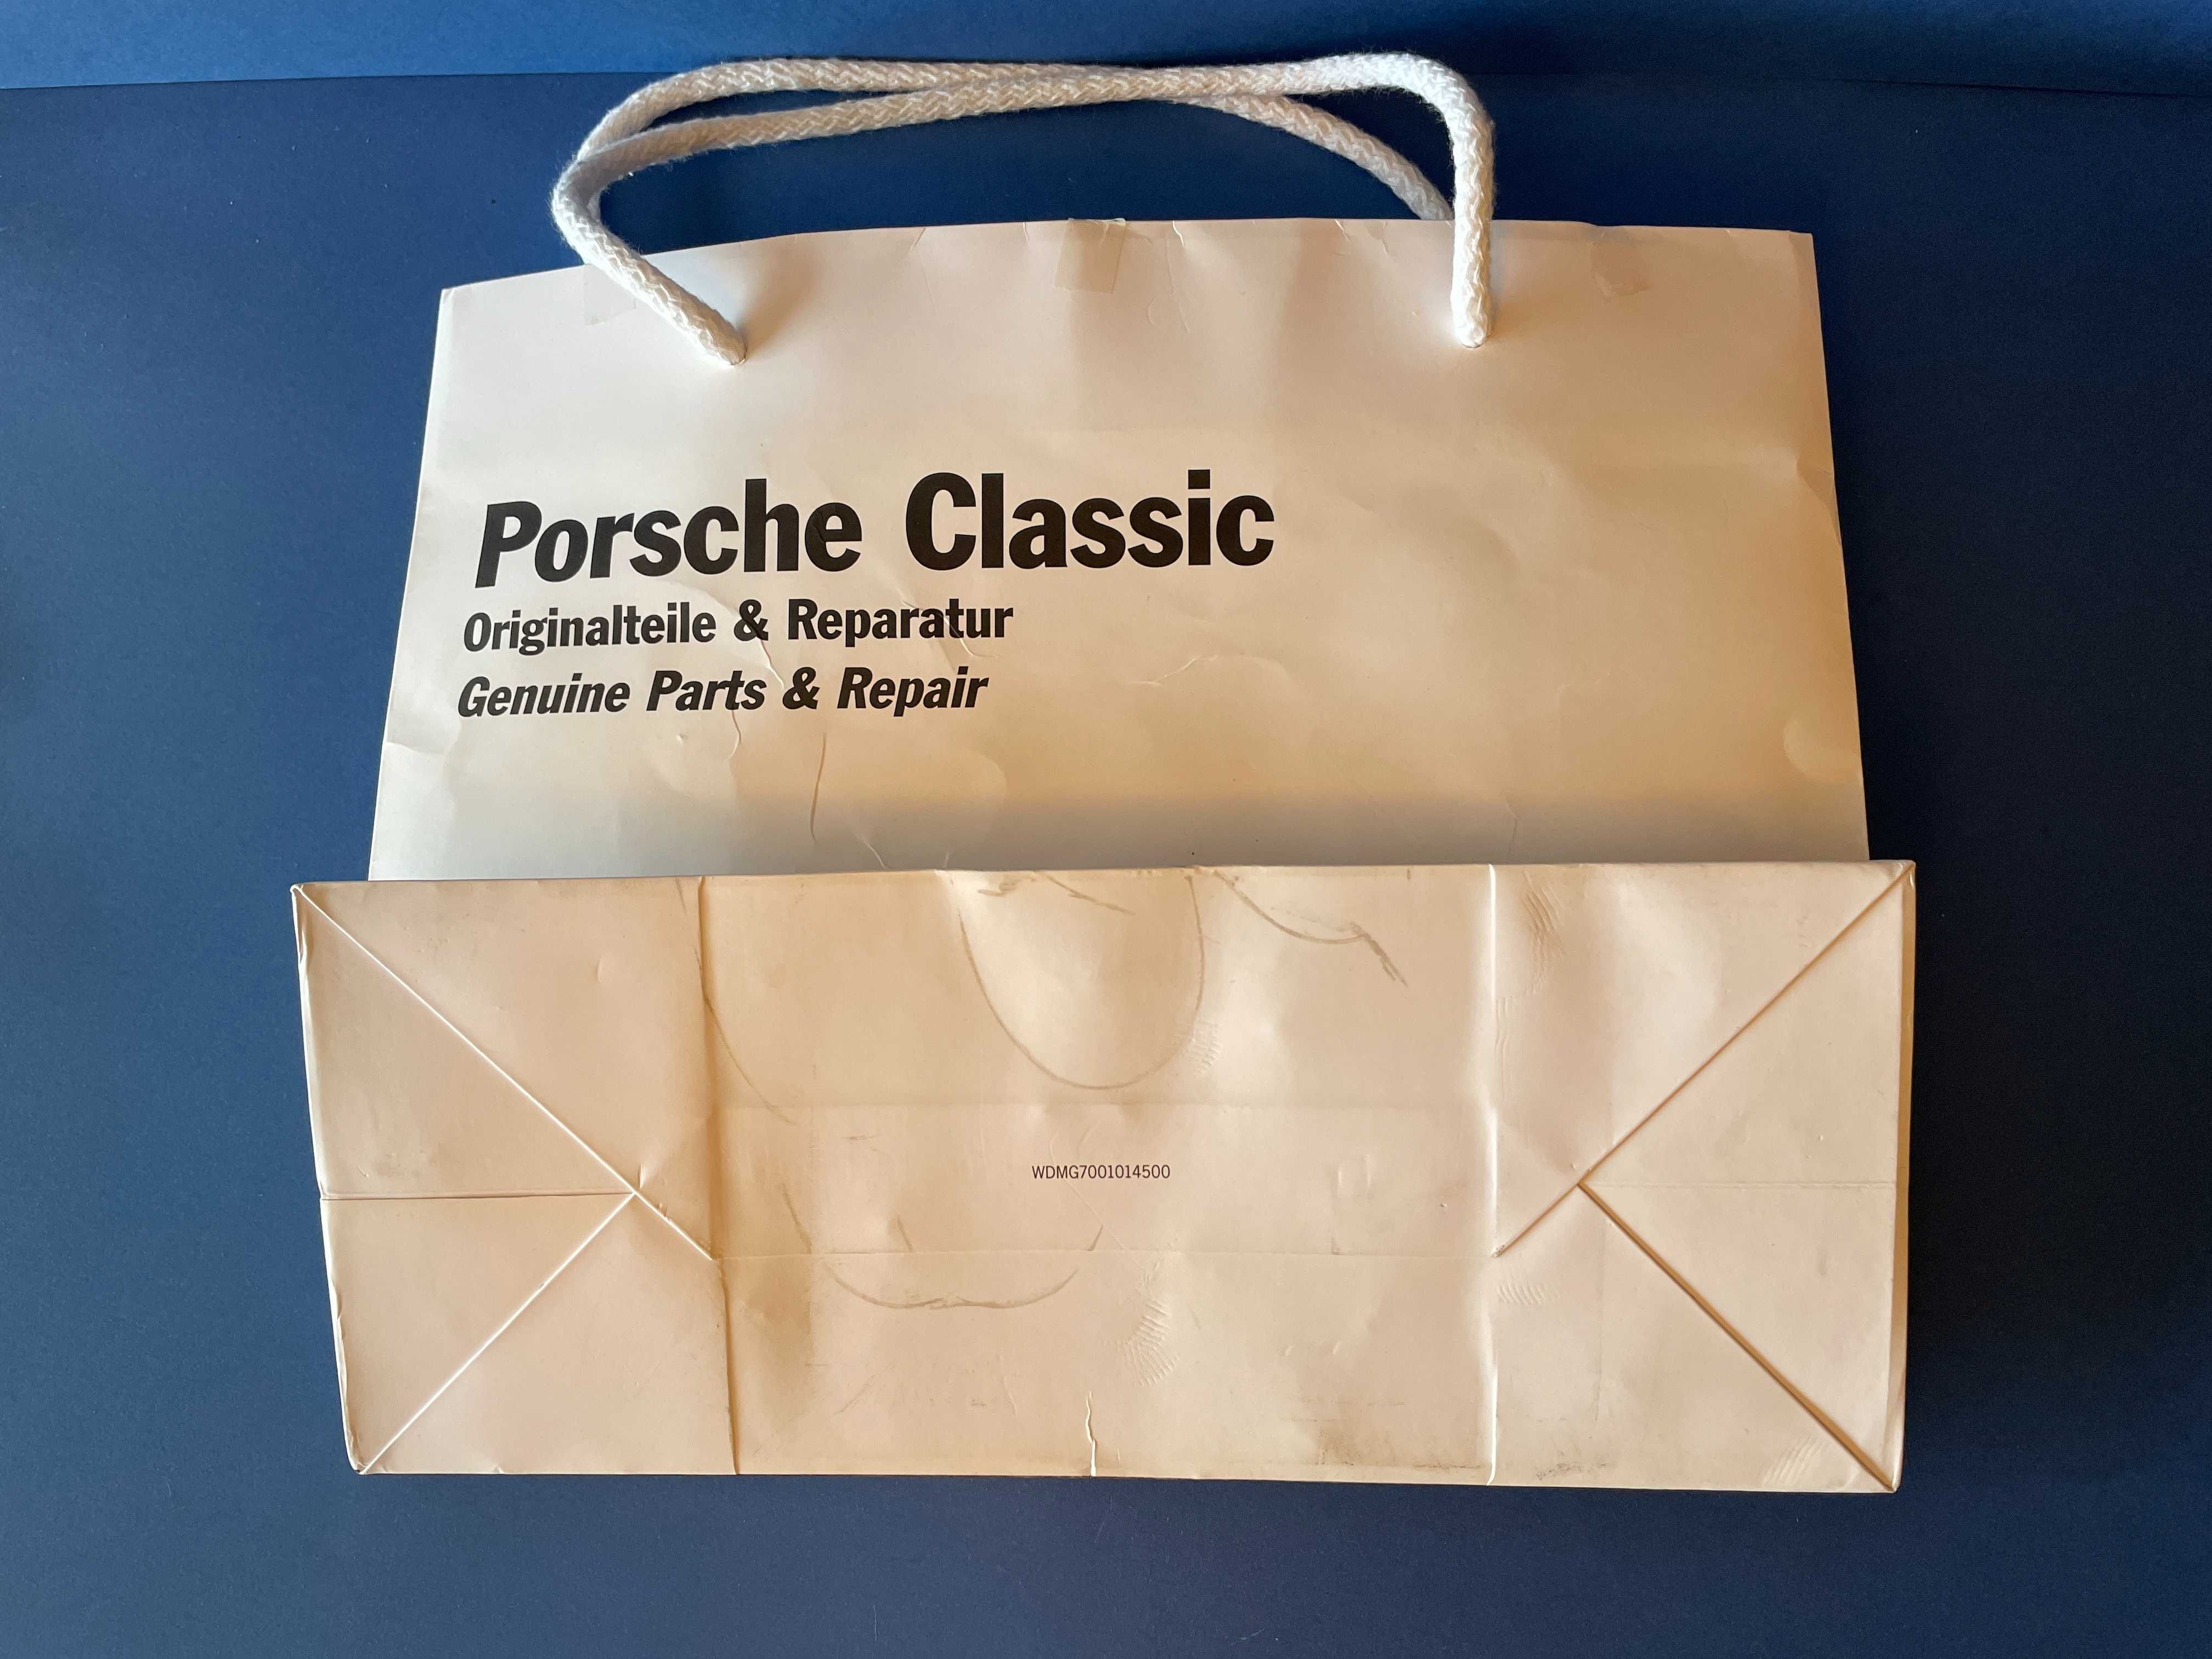 Porsche Classic
Originalteile & Reparatur
Genuine Parts & Repair
WDMG7001014500